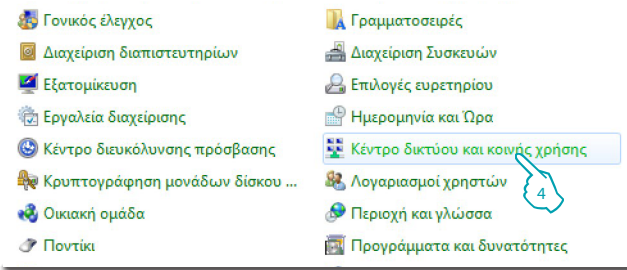 Γονικός έλεγχος
Γραμματοσειρές
Διαχείριση διαπιστευτηρίων
Διαχείριση Συσκευών
Εξατομίκευση
Επιλογές ευρετηρίου
Εργαλεία διαχείρισης
Ημερομηνία και Ώρα
Κέντρο διευκόλυνσης πρόσβασης
Κέντρο δικτύου και κοινής χρήσης
Κρυπτογράφηση μονάδων δίσκου ...
Λογαριασμοί χρηστών
4
Οικιακή ομάδα
Περιοχή και γλώσσα
Ποντίκι
Προγράμματα και δυνατότητες